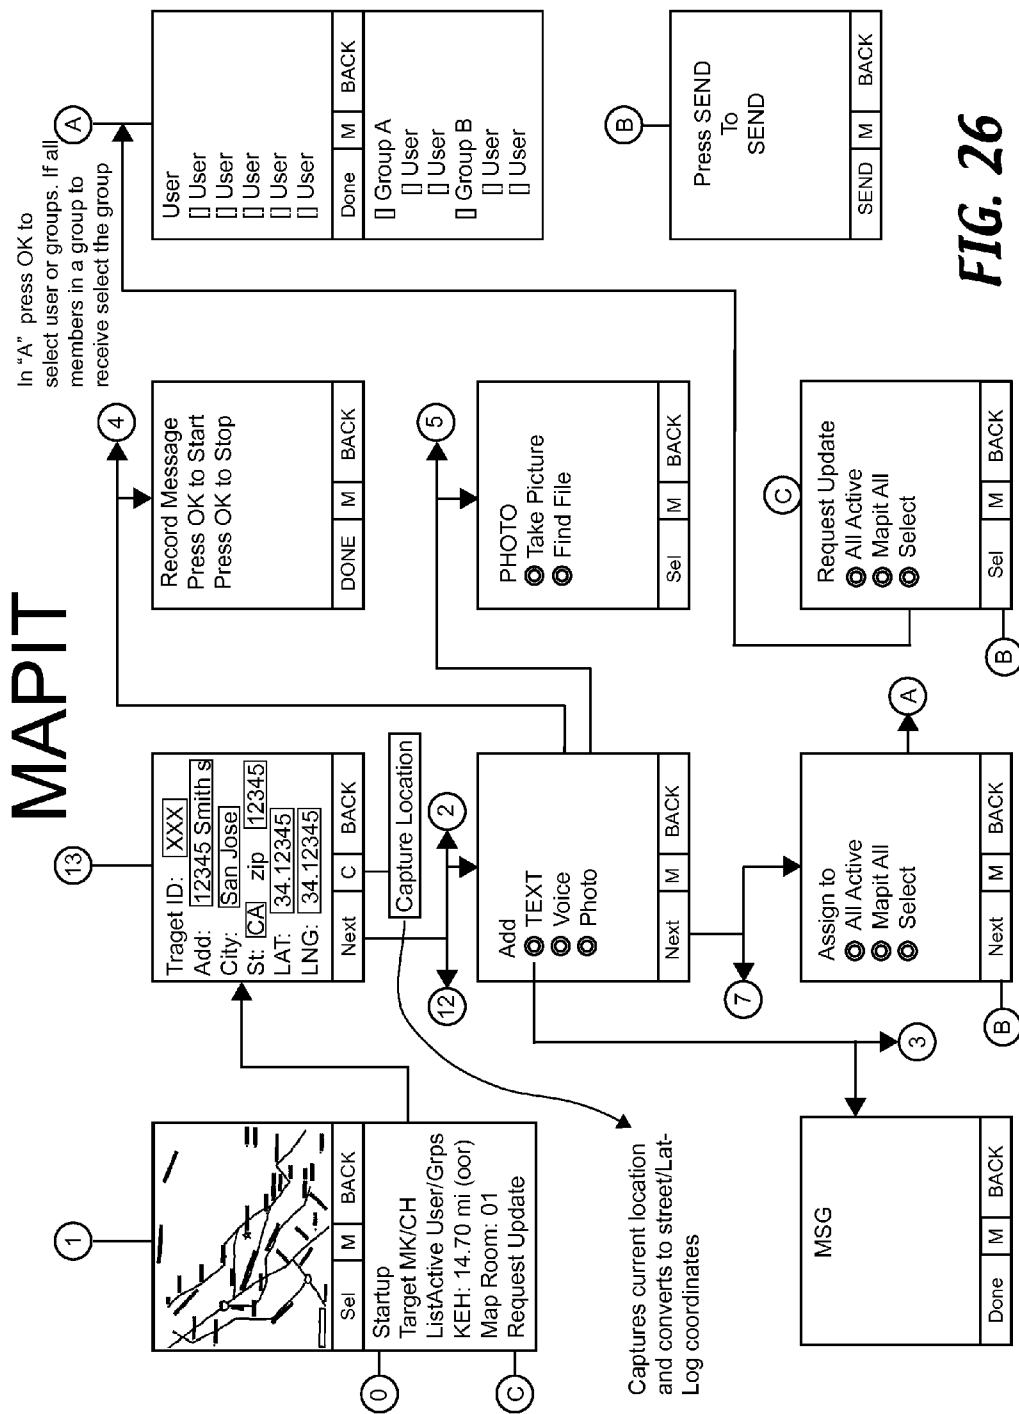 MAPIT
1
Sel M BACK
Startup
Target MK/CH
ListActive User/Grps
KEH: 14.70 mi (oor)
Map Room: 01
Request Update
0
C
13
Traget ID: XXX
Add: 12345 Smith s
City: San Jose
St: CA zip 12345
LAT: 34.12345
LNG: 34.12345
Next C BACK
Capture Location
Captures current location
and converts to street/Lat-
Log coordinates
12
2
4
Record Message
Press OK to Start
Press OK to Stop
DONE M BACK
In "A" press OK to
select user or groups. If all
members in a group to
receive select the group
A
User
[] User
[] User
[] User
[] User
[] User
Done M BACK
[] Group A
[] User
[] User
[] Group B
[] User
[] User
Add
TEXT
Voice
Photo
Next M BACK
5
PHOTO
Take Picture
Find File
Sel M BACK
B
Press SEND
To
SEND
SEND M BACK
7
3
MSG
Done M BACK
Assign to
All Active
Mapit All
Select
Next M BACK
B
A
C
Request Update
All Active
Mapit All
Select
Sel M BACK
B
FIG. 26